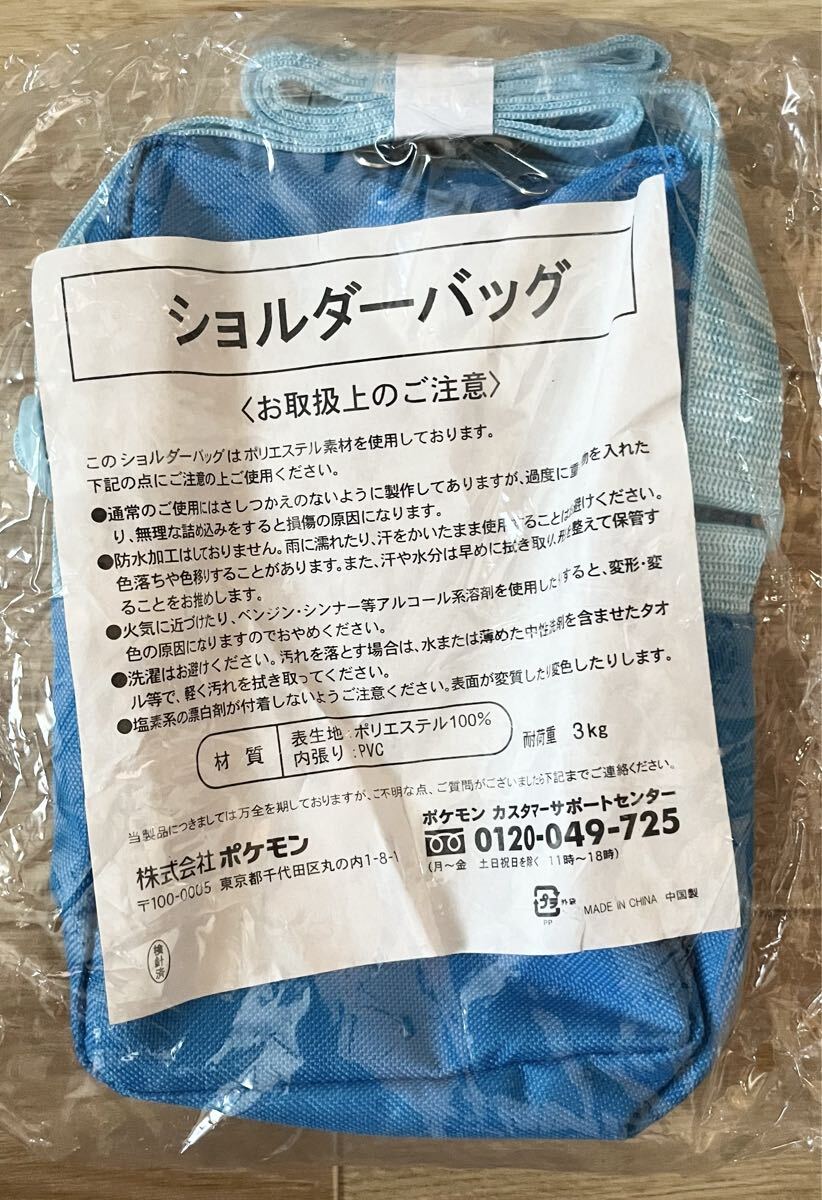 ショルダーバッグ
〈お取扱上のご注意〉
このショルダーバッグはポリエステル素材を使用しております。
下記の点にご注意の上ご使用ください。
●通常のご使用にはさしつかえのないように製作してありますが、過度に重物を入れた
り、無理な詰め込みをすると損傷の原因になります。
●防水加工はしておりません。雨に濡れたり、汗をかいたまま使用することはお避けください。
色落ちや色移りすることがあります。また、汗や水分は早めに拭き取り、形を整えて保管す
ることをお推めします。
●火気に近づけたり、ベンジン・シンナー等アルコール系溶剤を使用したりすると、変形・変
色の原因になりますのでおやめください。
●洗濯はお避けください。汚れを落とす場合は、水または薄めた中性洗剤を含ませたタオ
ル等で、軽く汚れを拭き取ってください。
●塩素系の漂白剤が付着しないようご注意ください。表面が変質したり変色したりします。
材質 表生地:ポリエステル100%
内張り:PVC
耐荷重 3kg
当製品につきましては万全を期しておりますが、ご不明な点、ご質問がございましたら下記までご連絡ください。
株式会社ポケモン
〒100-0005 東京都千代田区丸の内1-8-1
ポケモン カスタマーサポートセンター
0120-049-725
(月〜金 土日祝日を除く 11時〜18時)
プラ 外袋
PP
MADE IN CHINA 中国製
検針済